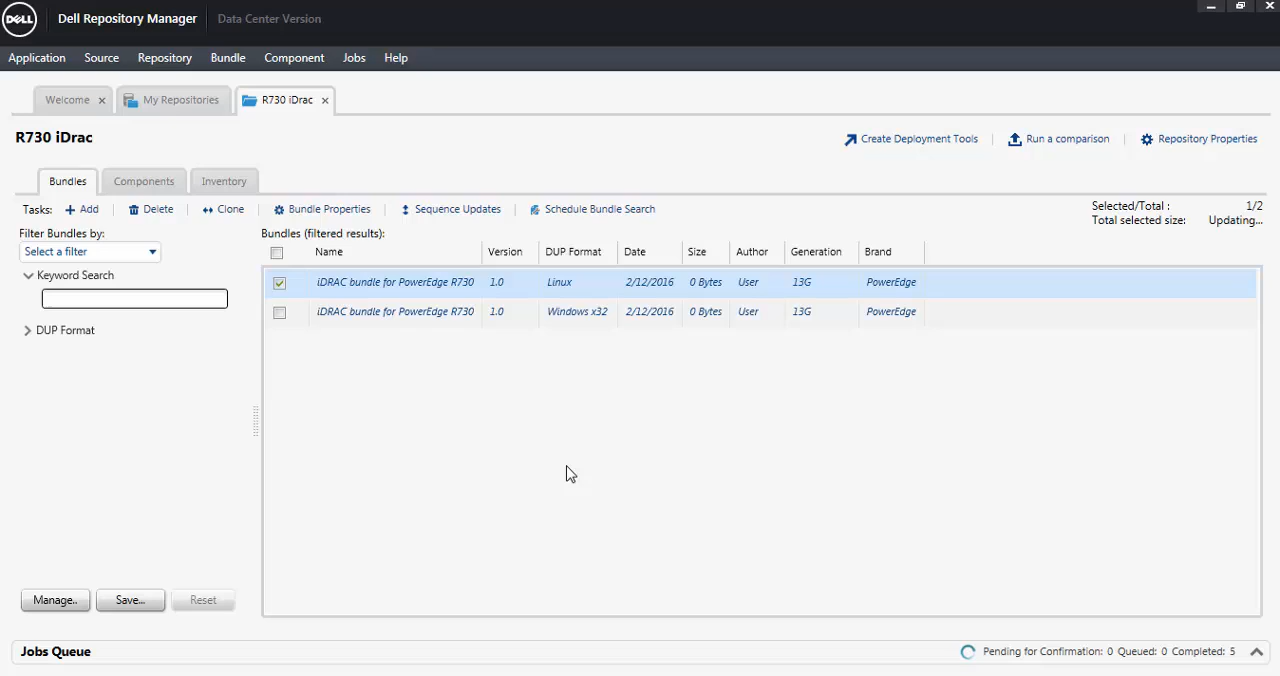 DELL Dell Repository Manager Data Center Version
Application Source Repository Bundle Component Jobs Help
Welcome My Repositories R730 iDrac
R730 iDrac
Create Deployment Tools Run a comparison Repository Properties
Bundles Components Inventory
Tasks: Add Delete Clone Bundle Properties Sequence Updates Schedule Bundle Search
Selected/Total : 1/2
Total selected size: Updating...
Filter Bundles by:
Select a filter
Keyword Search
DUP Format
Bundles (filtered results):
Name Version DUP Format Date Size Author Generation Brand
iDRAC bundle for PowerEdge R730 1.0 Linux 2/12/2016 0 Bytes User 13G PowerEdge
iDRAC bundle for PowerEdge R730 1.0 Windows x32 2/12/2016 0 Bytes User 13G PowerEdge
Manage.. Save... Reset
Jobs Queue Pending for Confirmation: 0 Queued: 0 Completed: 5